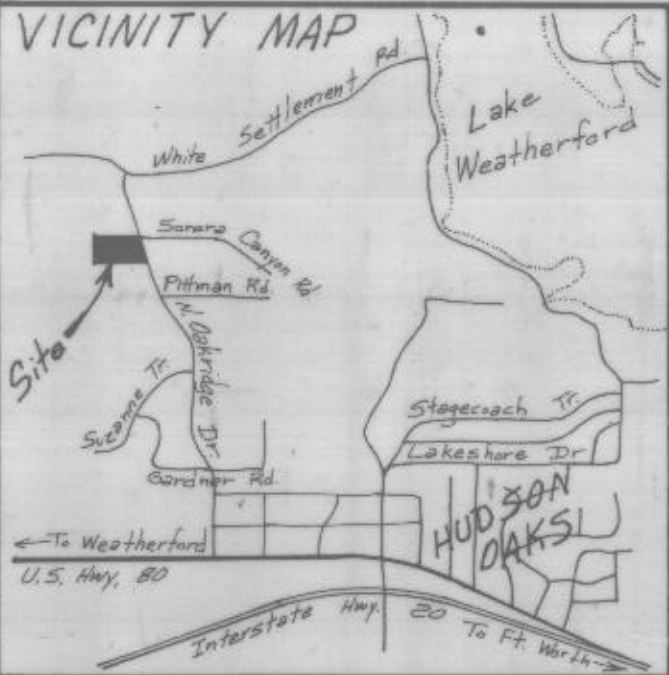 VICINITY MAP
White Settlement Rd.
Lake
Weatherford
Sonora Canyon Rd.
Pittman Rd.
Site
N. Oakridge Dr.
Suzanne Tr.
Stagecoach Tr.
Lakeshore Dr
Gardner Rd.
HUDSON
OAKS
←To Weatherford
U.S. Hwy. 80
Interstate Hwy. 20
To Ft. Worth→